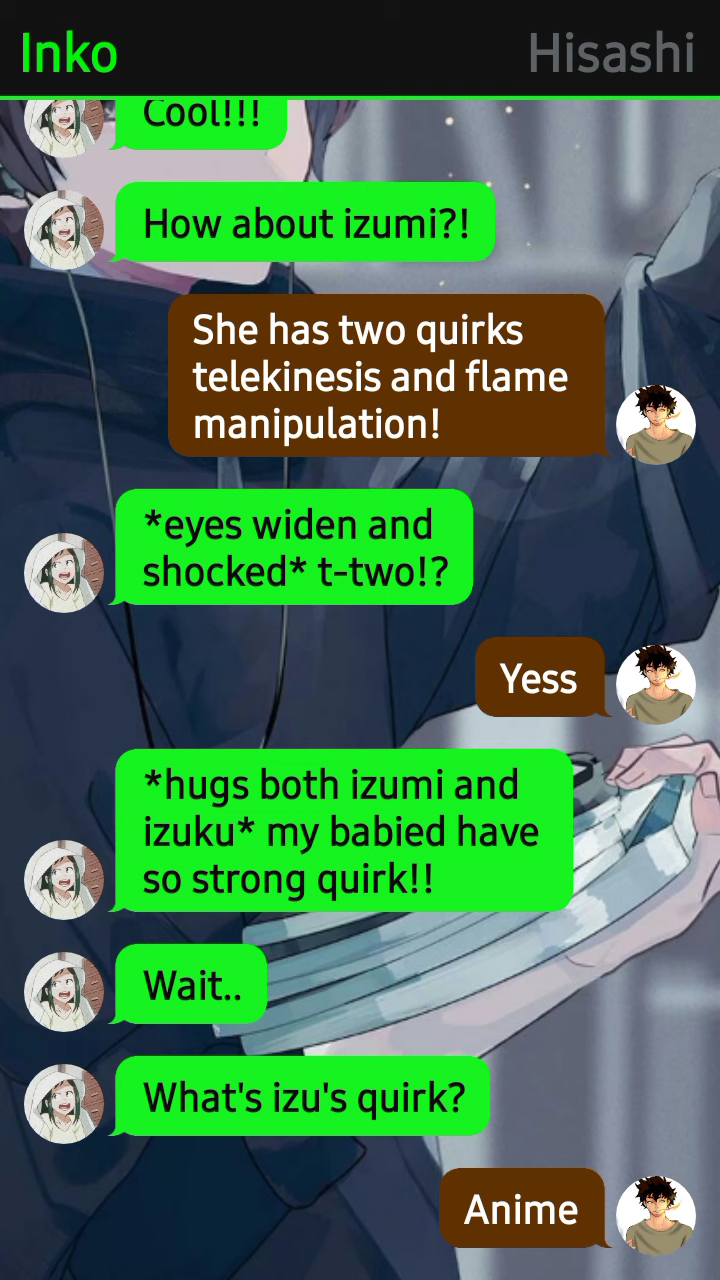 Inko
Hisashi
Cool!!!
How about izumi?!
She has two quirks
telekinesis and flame
manipulation!
*eyes widen and
shocked* t-two!?
Yess
*hugs both izumi and
izuku* my babied have
so strong quirk!!
Wait..
What's izu's quirk?
Anime